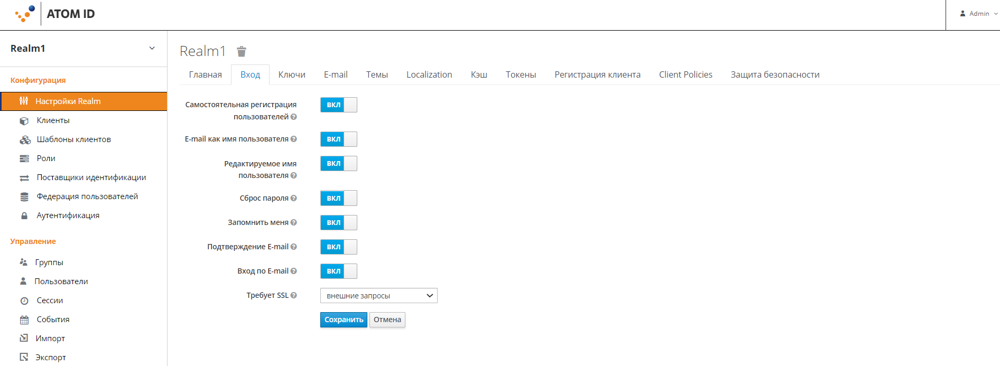 ATOM ID
Admin
Realm1
Конфигурация
Настройки Realm
Клиенты
Шаблоны клиентов
Роли
Поставщики идентификации
Федерация пользователей
Аутентификация
Управление
Группы
Пользователи
Сессии
События
Импорт
Экспорт
Realm1
Главная Вход Ключи E-mail Темы Localization Кэш Токены Регистрация клиента Client Policies Защита безопасности
Самостоятельная регистрация ВКЛ
пользователей
E-mail как имя пользователя ВКЛ
Редактируемое имя ВКЛ
пользователя
Сброс пароля ВКЛ
Запомнить меня ВКЛ
Подтверждение E-mail ВКЛ
Вход по E-mail ВКЛ
Требует SSL внешние запросы
Сохранить Отмена